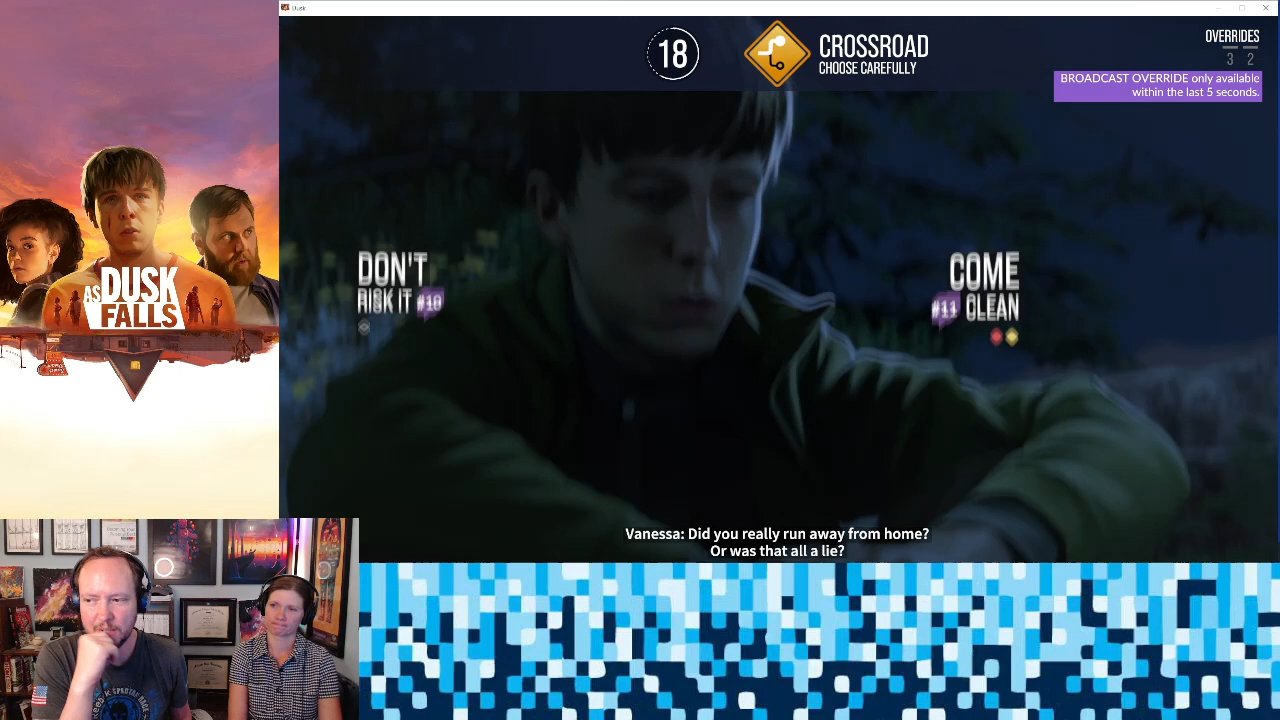 Dusk
18
CROSSROAD
CHOOSE CAREFULLY
OVERRIDES
3 2
BROADCAST OVERRIDE only available
within the last 5 seconds.
DON'T
RISK IT #10
COME
#11 CLEAN
AS DUSK
FALLS
Vanessa: Did you really run away from home?
Or was that all a lie?